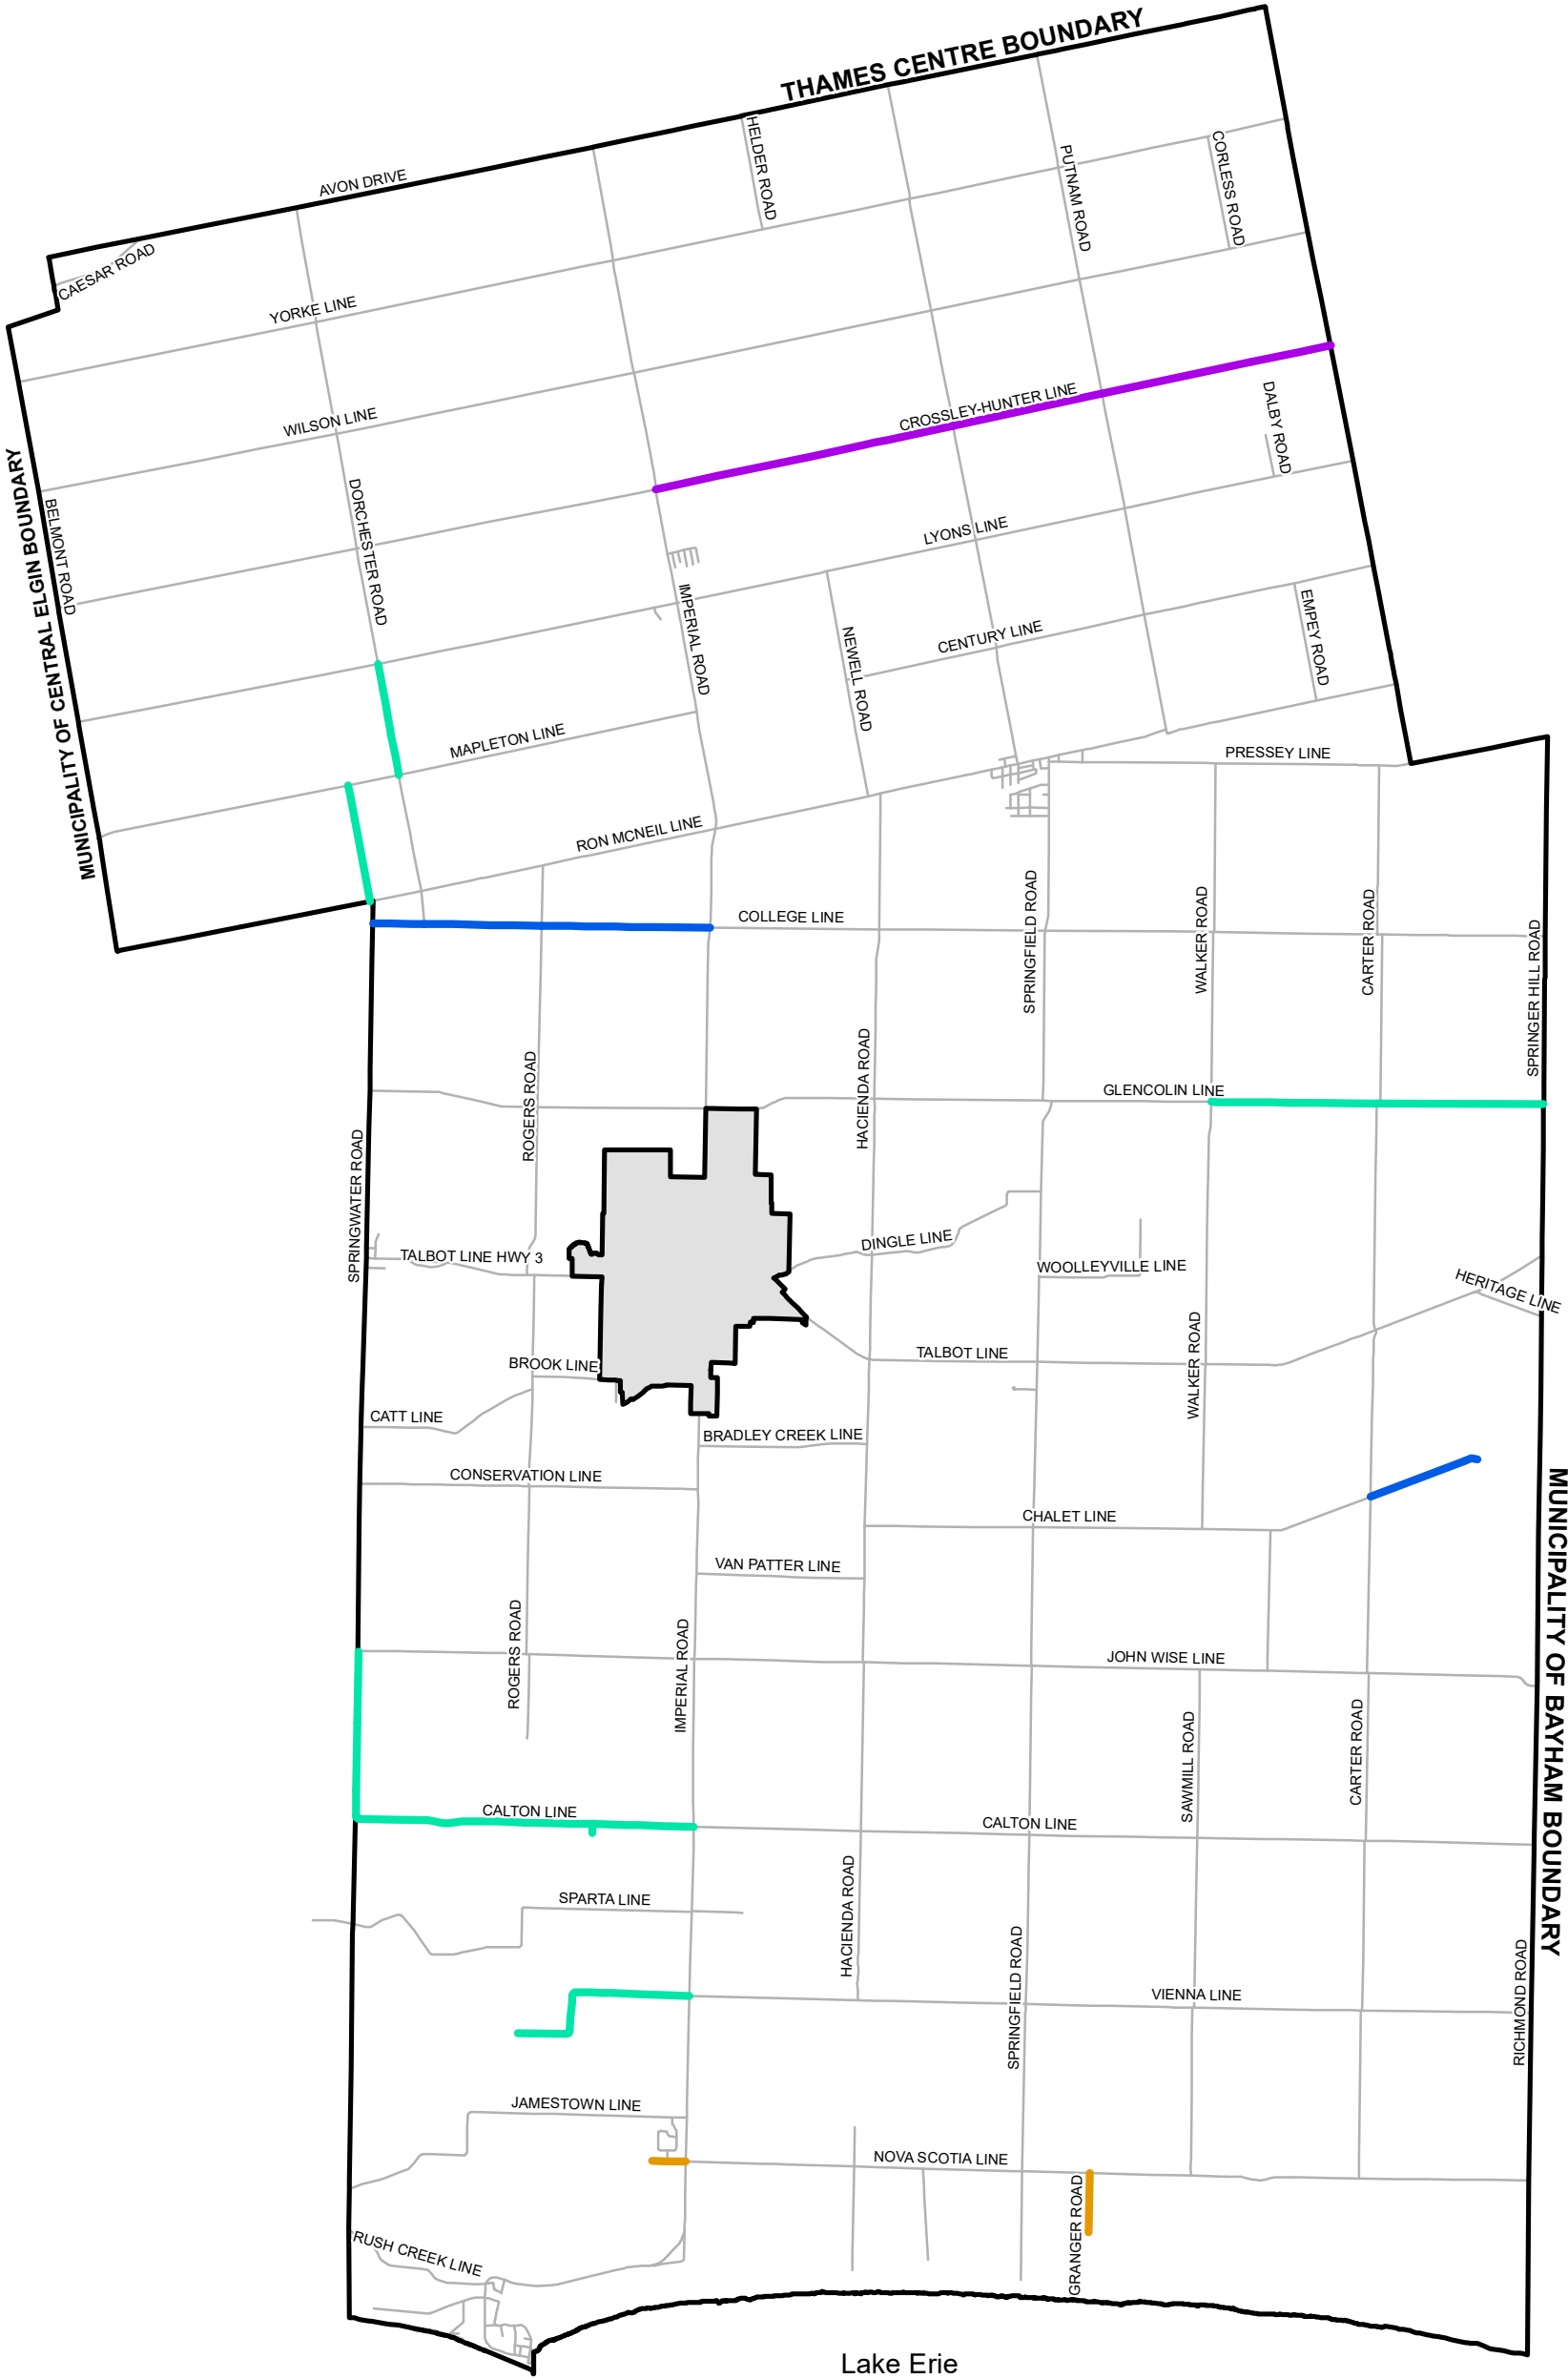 THAMES CENTRE BOUNDARY
HELDER ROAD
CORLESS ROAD
PUTNAM ROAD
AVON DRIVE
CAESAR ROAD
YORKE LINE
WILSON LINE
CROSSLEY-HUNTER LINE
DALBY ROAD
MUNICIPALITY OF CENTRAL ELGIN BOUNDARY
BELMONT ROAD
DORCHESTER ROAD
LYONS LINE
IMPERIAL ROAD
NEWELL ROAD
CENTURY LINE
EMPEY ROAD
MAPLETON LINE
PRESSEY LINE
RON MCNEIL LINE
COLLEGE LINE
SPRINGFIELD ROAD
WALKER ROAD
CARTER ROAD
SPRINGER HILL ROAD
ROGERS ROAD
HACIENDA ROAD
GLENCOLIN LINE
SPRINGWATER ROAD
TALBOT LINE HWY 3
DINGLE LINE
WOOLLEYVILLE LINE
HERITAGE LINE
BROOK LINE
TALBOT LINE
WALKER ROAD
CATT LINE
BRADLEY CREEK LINE
CONSERVATION LINE
CHALET LINE
VAN PATTER LINE
MUNICIPALITY OF BAYHAM BOUNDARY
ROGERS ROAD
IMPERIAL ROAD
JOHN WISE LINE
SAWMILL ROAD
CARTER ROAD
CALTON LINE
CALTON LINE
HACIENDA ROAD
SPARTA LINE
SPRINGFIELD ROAD
VIENNA LINE
RICHMOND ROAD
JAMESTOWN LINE
NOVA SCOTIA LINE
GRANGER ROAD
RUSH CREEK LINE
Lake Erie